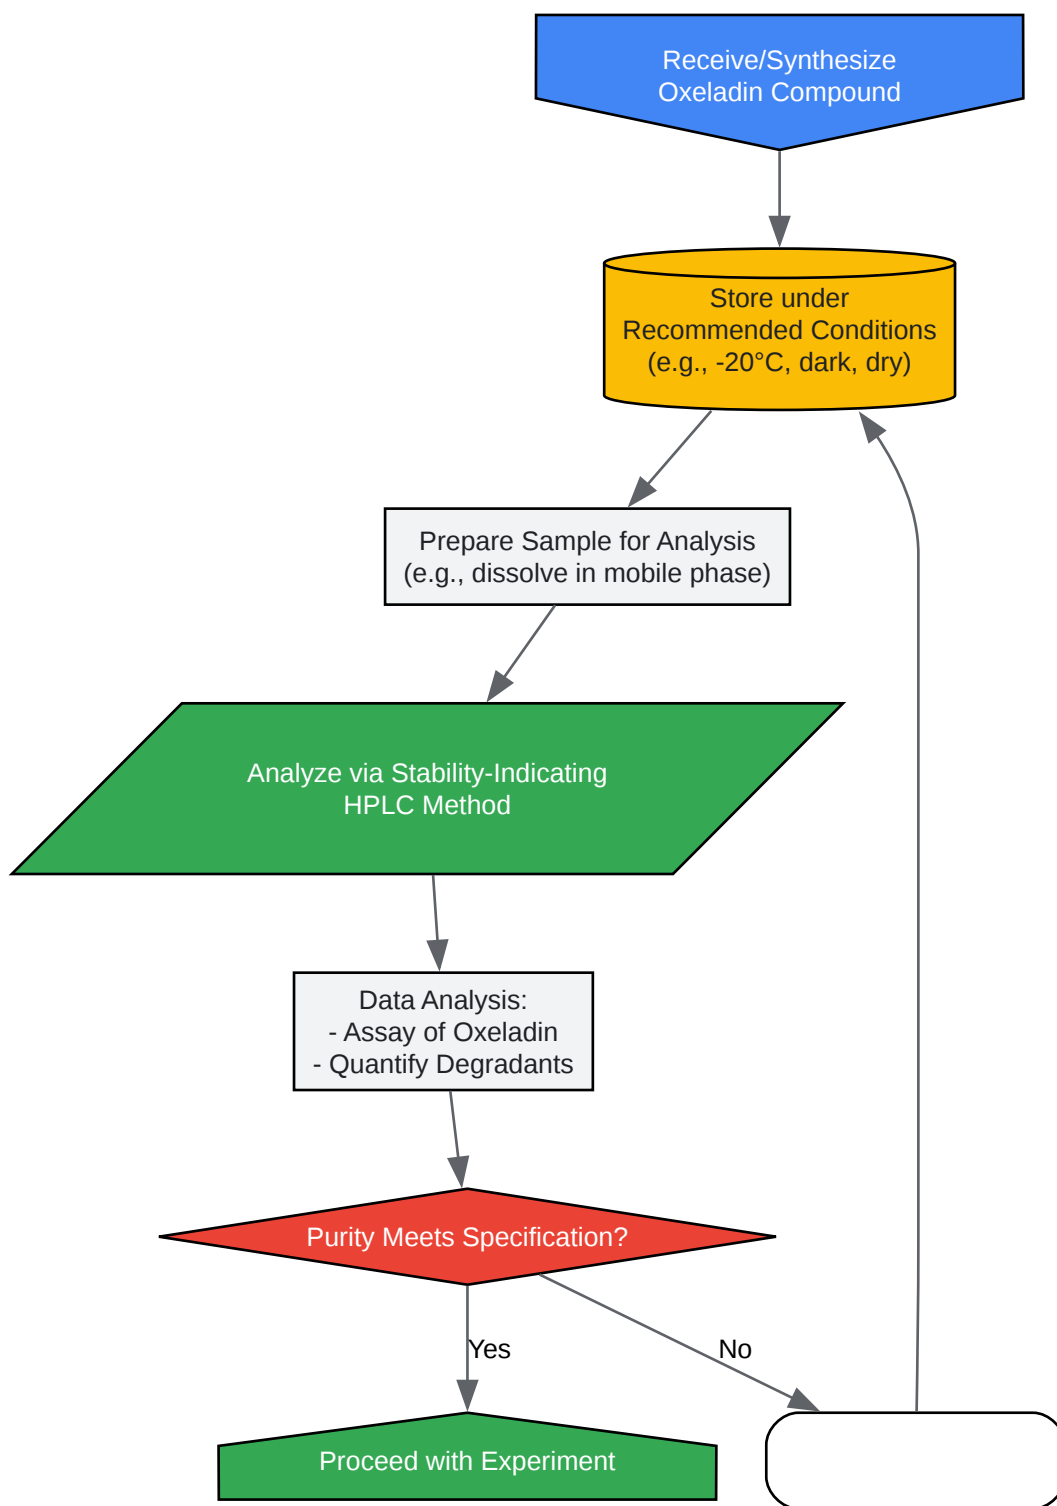 Receive/Synthesize
Oxeladin Compound
Store under
Recommended Conditions
(e.g., -20°C, dark, dry)
Prepare Sample for Analysis
(e.g., dissolve in mobile phase)
Analyze via Stability-Indicating
HPLC Method
Data Analysis:
- Assay of Oxeladin
- Quantify Degradants
Purity Meets Specification?
Yes
No
Proceed with Experiment